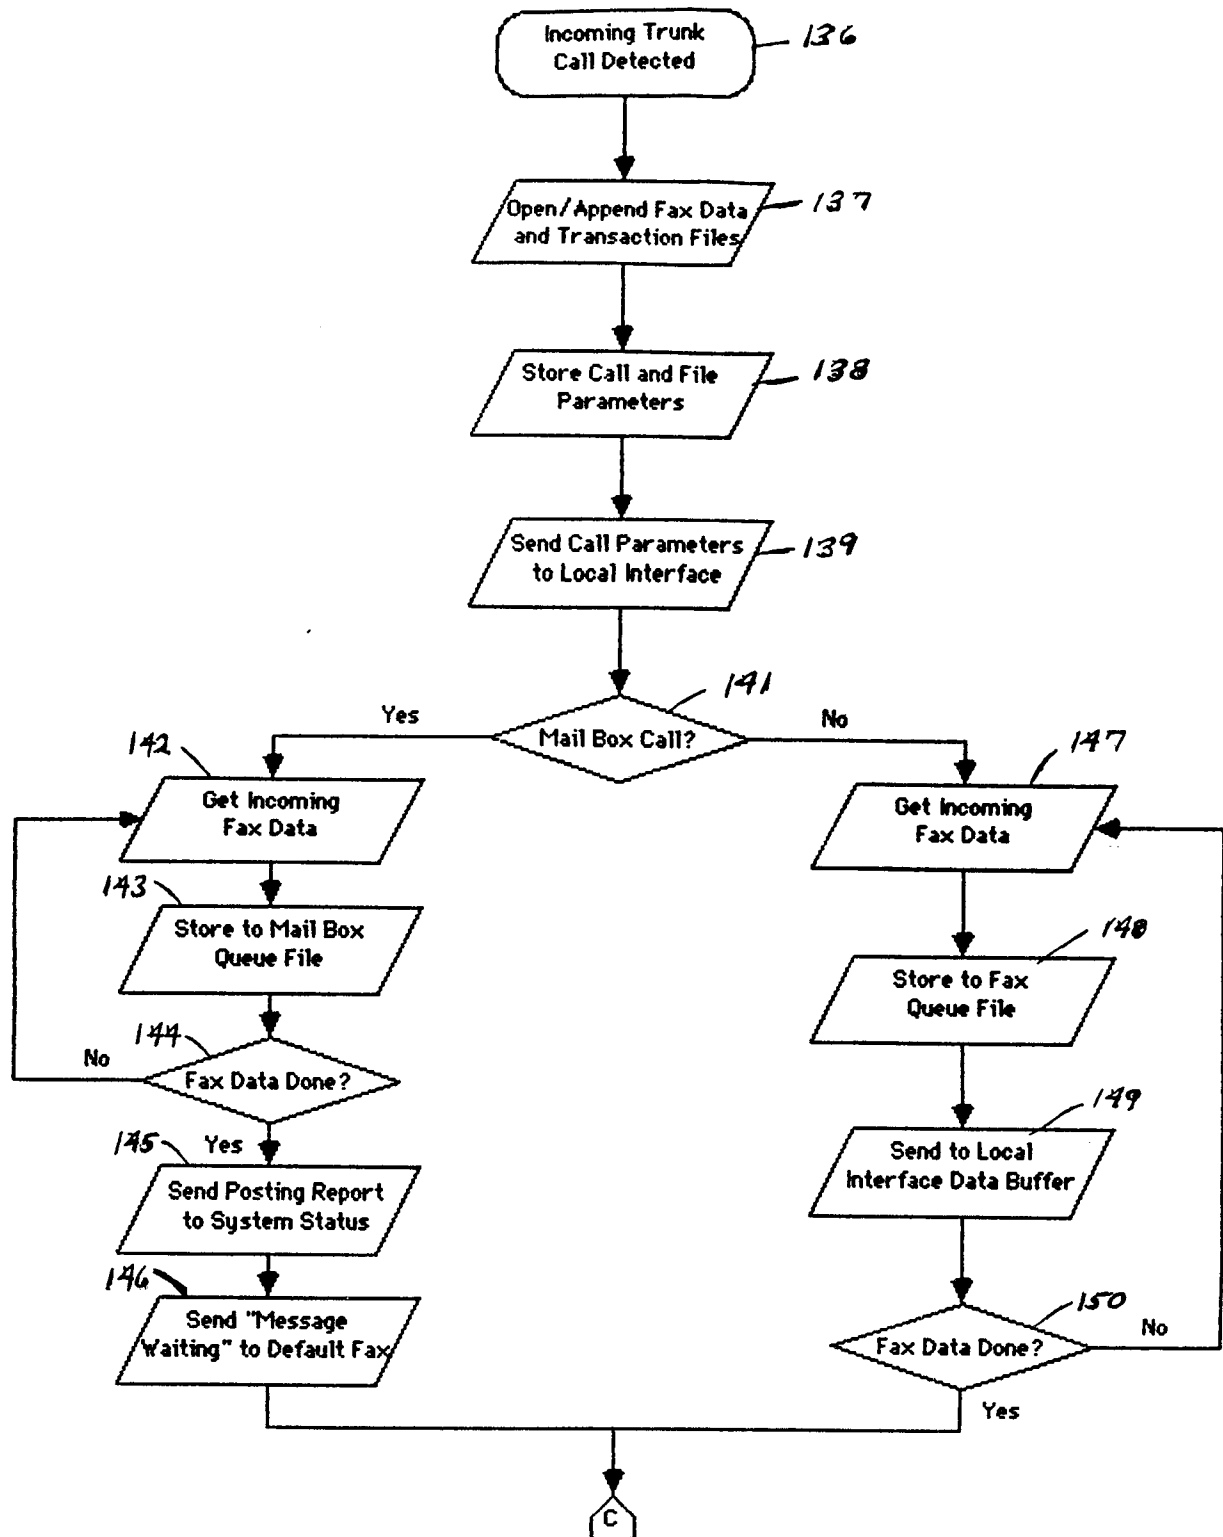 Incoming Trunk
Call Detected
136
Open/Append Fax Data
and Transaction Files
137
Store Call and File
Parameters
138
Send Call Parameters
to Local Interface
139
Mail Box Call?
141
Yes
No
142
Get Incoming
Fax Data
147
Get Incoming
Fax Data
143
Store to Mail Box
Queue File
148
Store to Fax
Queue File
144
Fax Data Done?
No
Yes
149
Send to Local
Interface Data Buffer
145
Send Posting Report
to System Status
146
Send "Message
Waiting" to Default Fax
150
Fax Data Done?
No
Yes
C